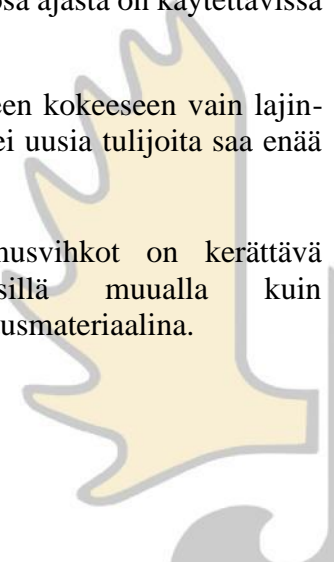 osa ajasta on käytettävissä
een kokeeseen vain lajin-
ei uusia tulijoita saa enää
nusvihkot on kerättävä
sillä muualla kuin
usmateriaalina.